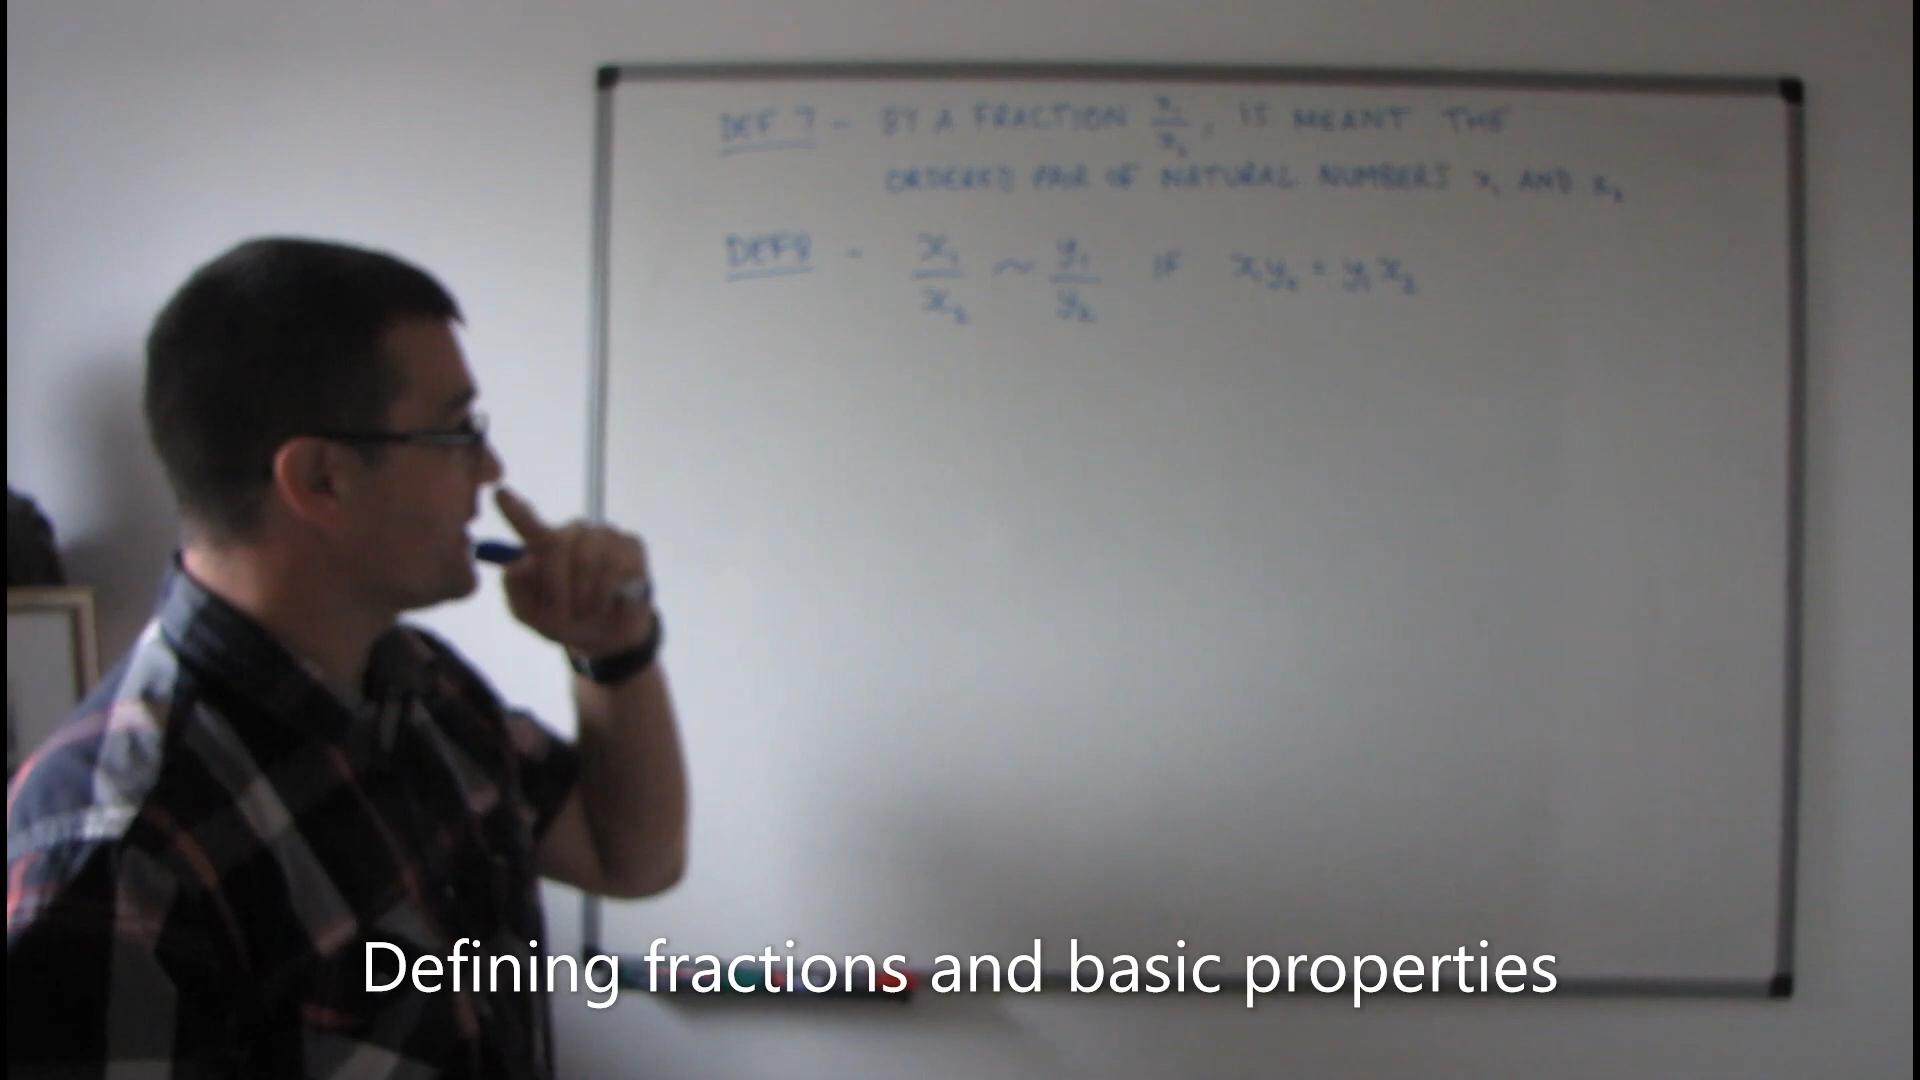 DEF 7 - BY A FRACTION x₁/x₂, IS MEANT THE
ORDERED PAIR OF NATURAL NUMBERS x₁ AND x₂
DEF 8 - x₁/x₂ ~ y₁/y₂ IF x₁y₂ = y₁x₂
Defining fractions and basic properties